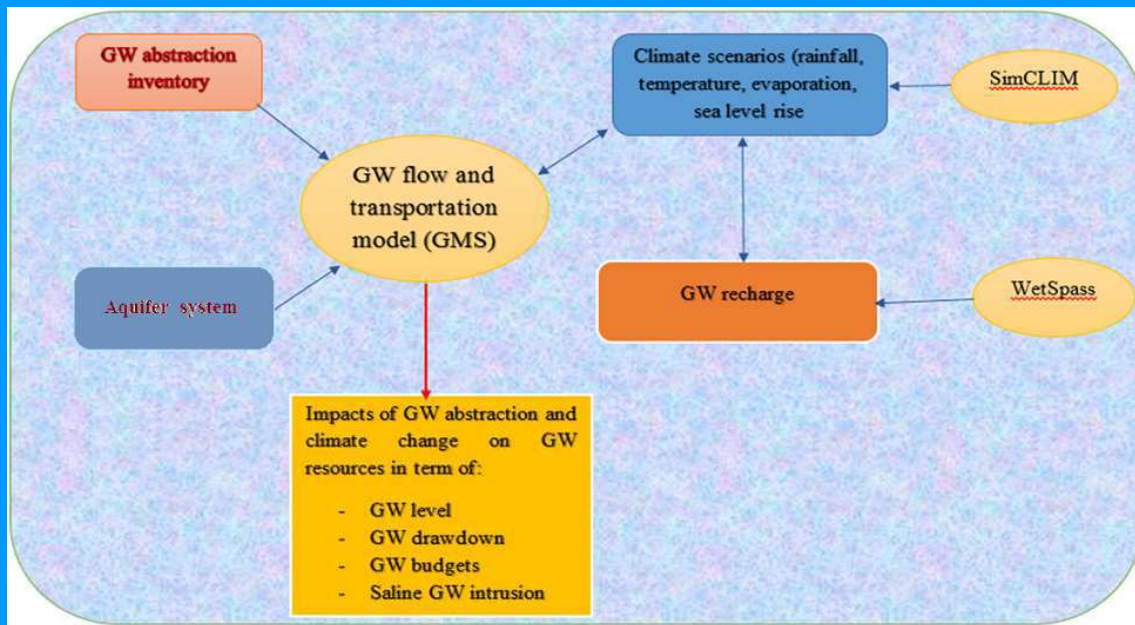 GW abstraction
inventory
Climate scenarios (rainfall,
temperature, evaporation,
sea level rise
SimCLIM
GW flow and
transportation
model (GMS)
Aquifer system
GW recharge
WetSpass
Impacts of GW abstraction and
climate change on GW
resources in term of:
- GW level
- GW drawdown
- GW budgets
- Saline GW intrusion